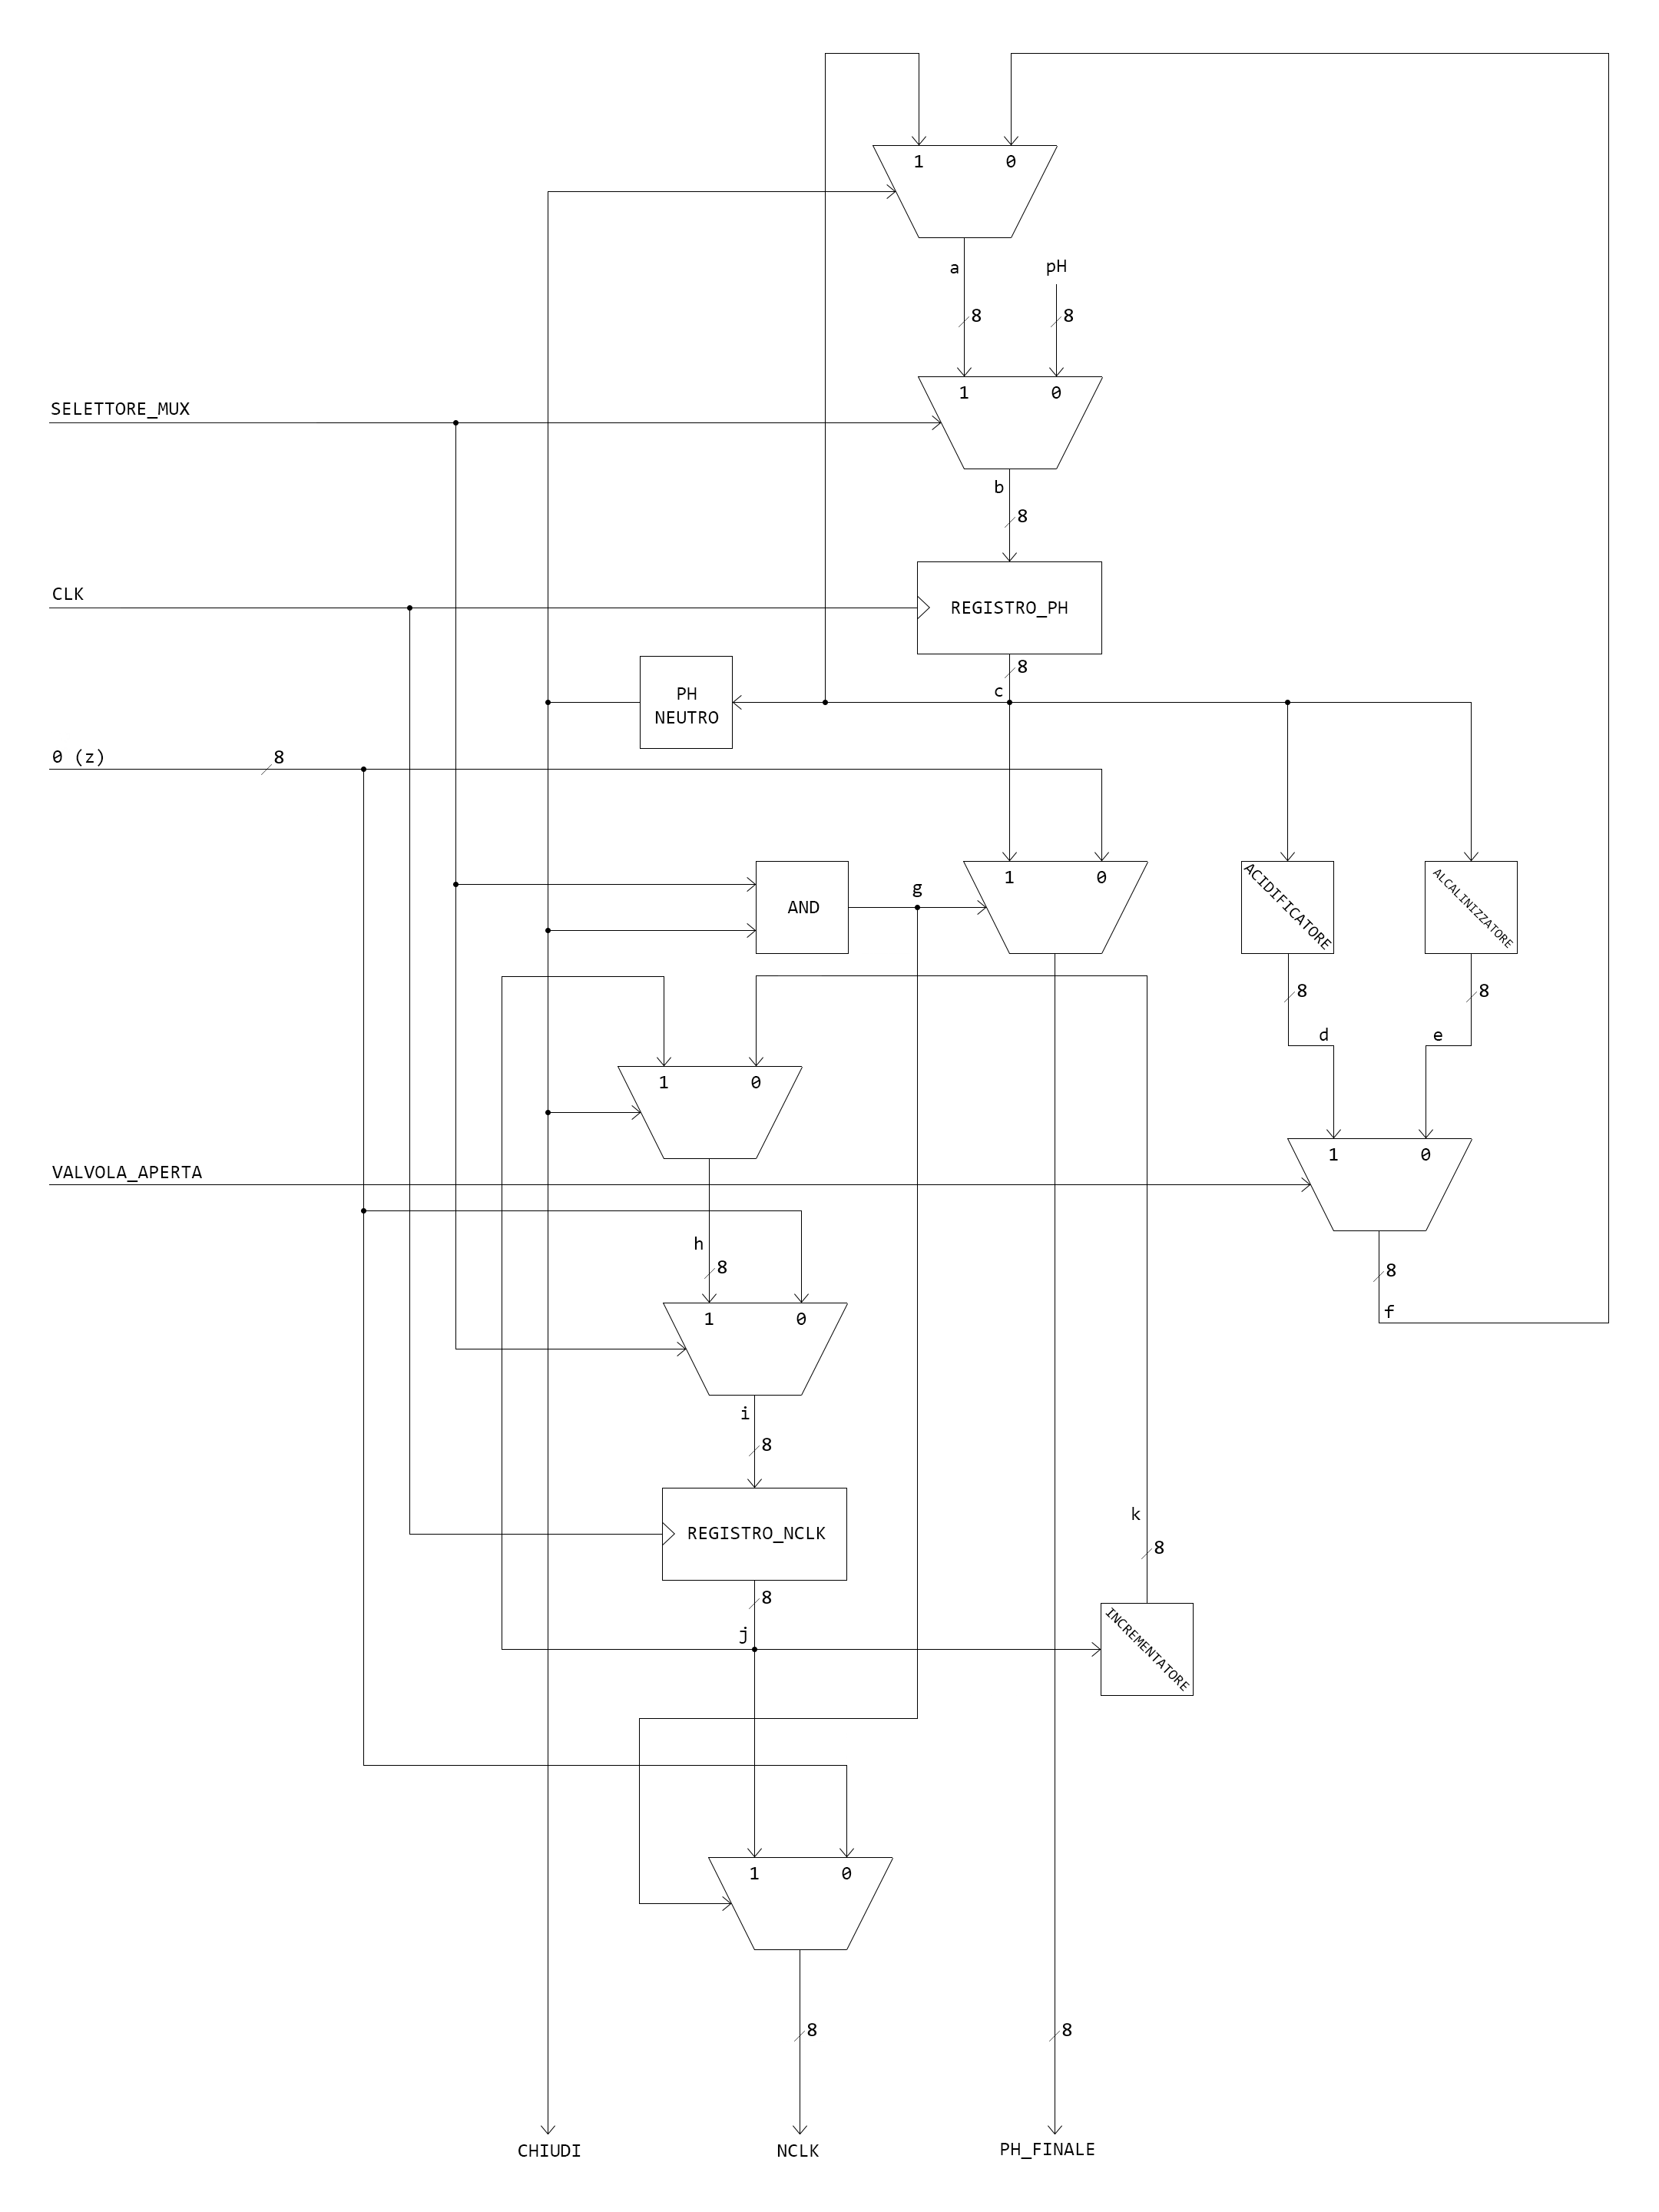 1 0
a pH
8 8
1 0
SELETTORE_MUX
b
8
CLK
REGISTRO_PH
8
c
PH
NEUTRO
0 (z) 8
1 0
g
AND
ACIDIFICATORE
ALCALINIZZATORE
8 8
d e
1 0
1 0
VALVOLA_APERTA
h
8
8
f
1 0
i
8
REGISTRO_NCLK
k
8
8
j
INCREMENTATORE
1 0
8 8
CHIUDI NCLK PH_FINALE